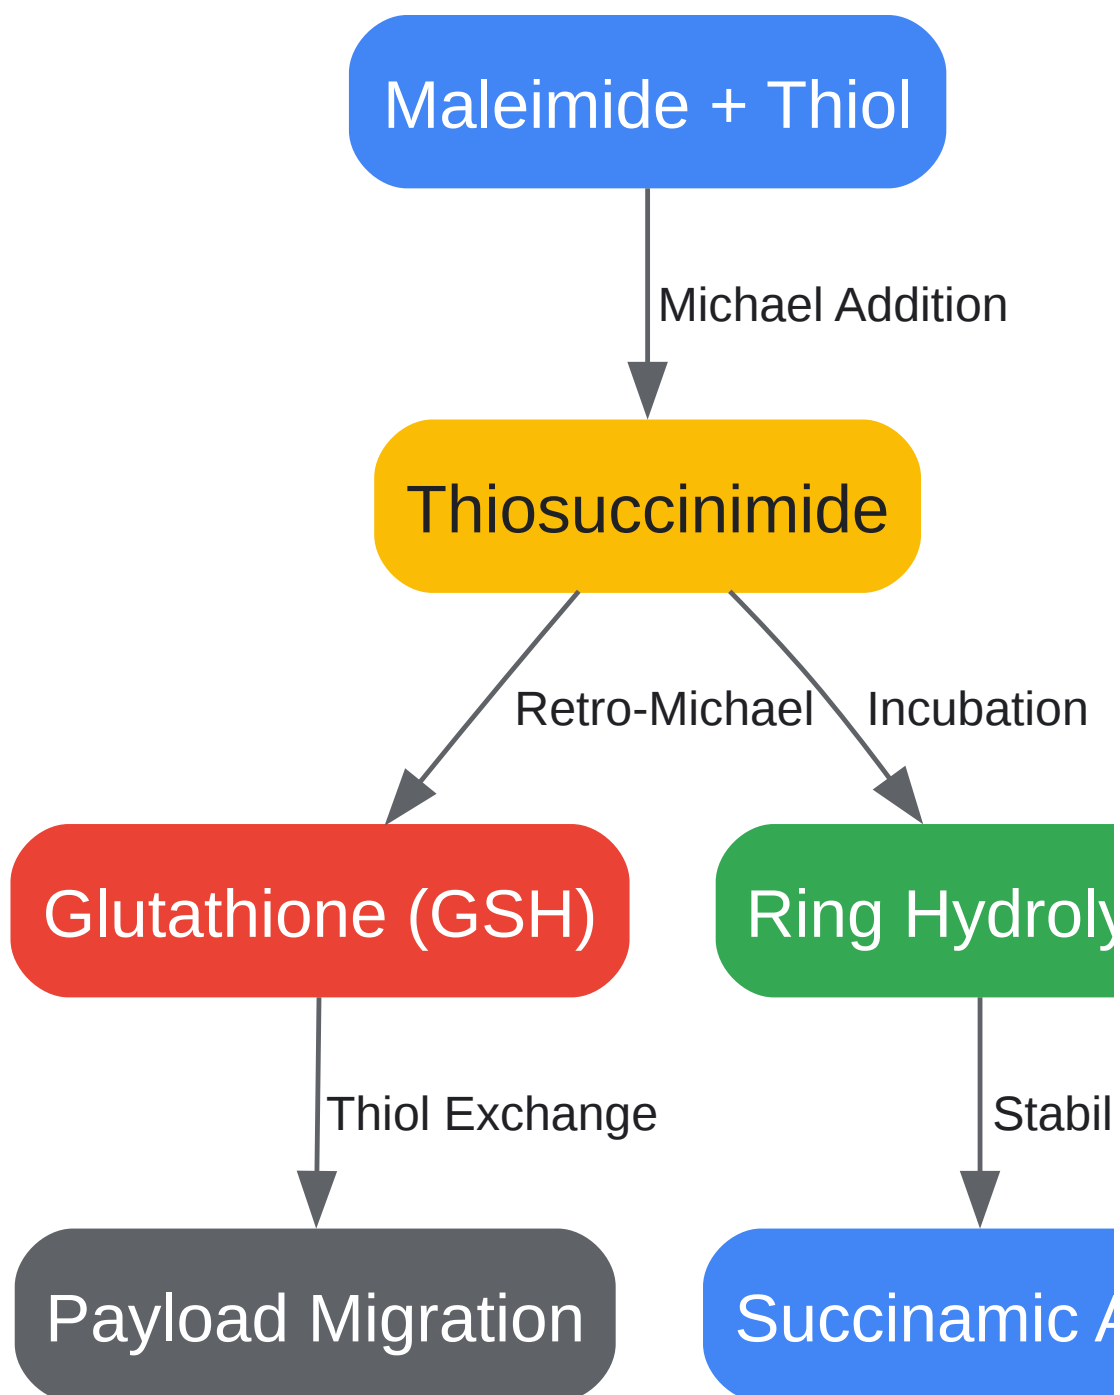 Maleimide + Thiol
Michael Addition
Thiosuccinimide
Retro-Michael
Incubation
Glutathione (GSH)
Ring Hydroly
Thiol Exchange
Stabil
Payload Migration
Succinamic A